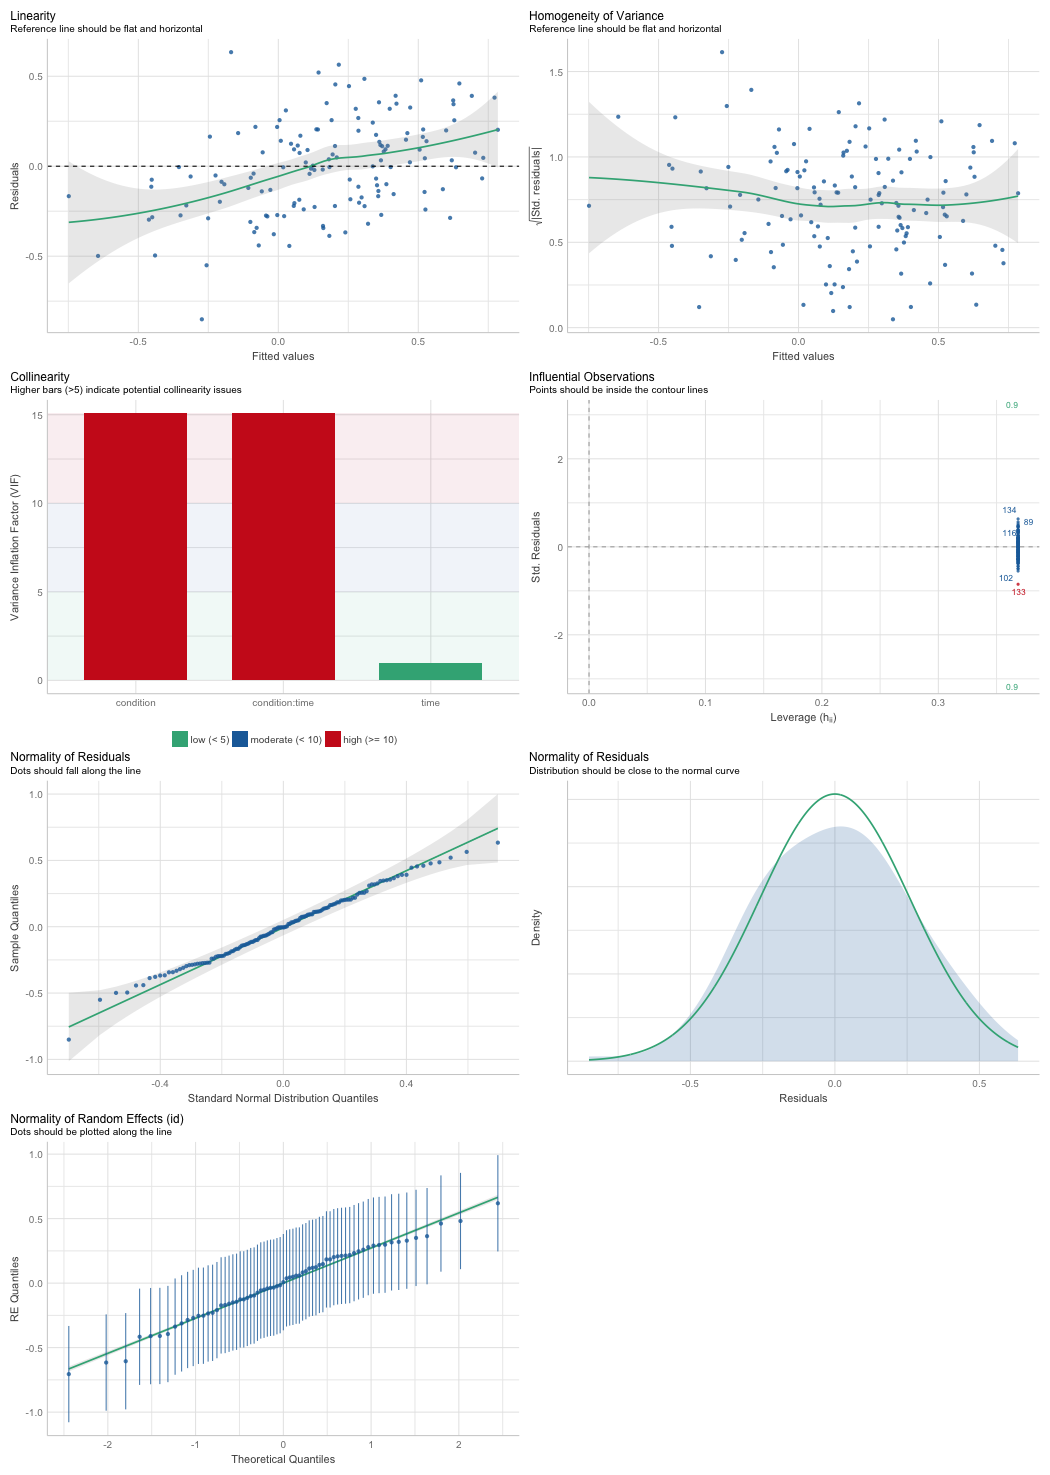 Linearity
Reference line should be flat and horizontal
0.5
0.0
-0.5
Residuals
-0.5
0.0
0.5
Fitted values
Homogeneity of Variance
Reference line should be flat and horizontal
1.5
1.0
0.5
0.0
√|Std. residuals|
-0.5
0.0
0.5
Fitted values
Collinearity
Higher bars (>5) indicate potential collinearity issues
15
10
5
0
Variance Inflation Factor (VIF)
condition
condition:time
time
low (< 5)
moderate (< 10)
high (>= 10)
Influential Observations
Points should be inside the contour lines
0.9
2
0
-2
Std. Residuals
134
89
116
102
133
0.9
0.0
0.1
0.2
0.3
Leverage (hᵢᵢ)
Normality of Residuals
Dots should fall along the line
1.0
0.5
0.0
-0.5
-1.0
Sample Quantiles
-0.4
0.0
0.4
Standard Normal Distribution Quantiles
Normality of Residuals
Distribution should be close to the normal curve
Density
-0.5
0.0
0.5
Residuals
Normality of Random Effects (id)
Dots should be plotted along the line
1.0
0.5
0.0
-0.5
-1.0
RE Quantiles
-2
-1
0
1
2
Theoretical Quantiles